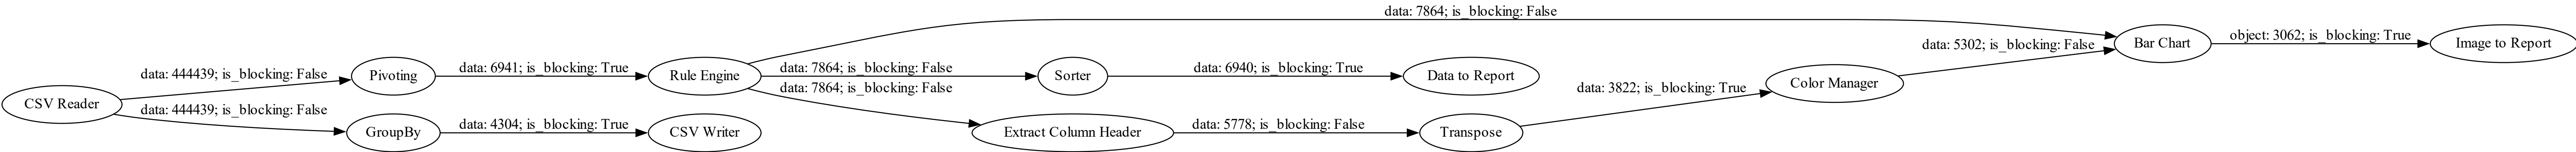 data: 7864; is_blocking: False
data: 5302; is_blocking: False
Bar Chart
object: 3062; is_blocking: True
Image to Report
data: 444439; is_blocking: False
Pivoting
data: 6941; is_blocking: True
Rule Engine
data: 7864; is_blocking: False
Sorter
data: 6940; is_blocking: True
Data to Report
data: 7864; is_blocking: False
data: 3822; is_blocking: True
Color Manager
CSV Reader
data: 444439; is_blocking: False
GroupBy
data: 4304; is_blocking: True
CSV Writer
Extract Column Header
data: 5778; is_blocking: False
Transpose